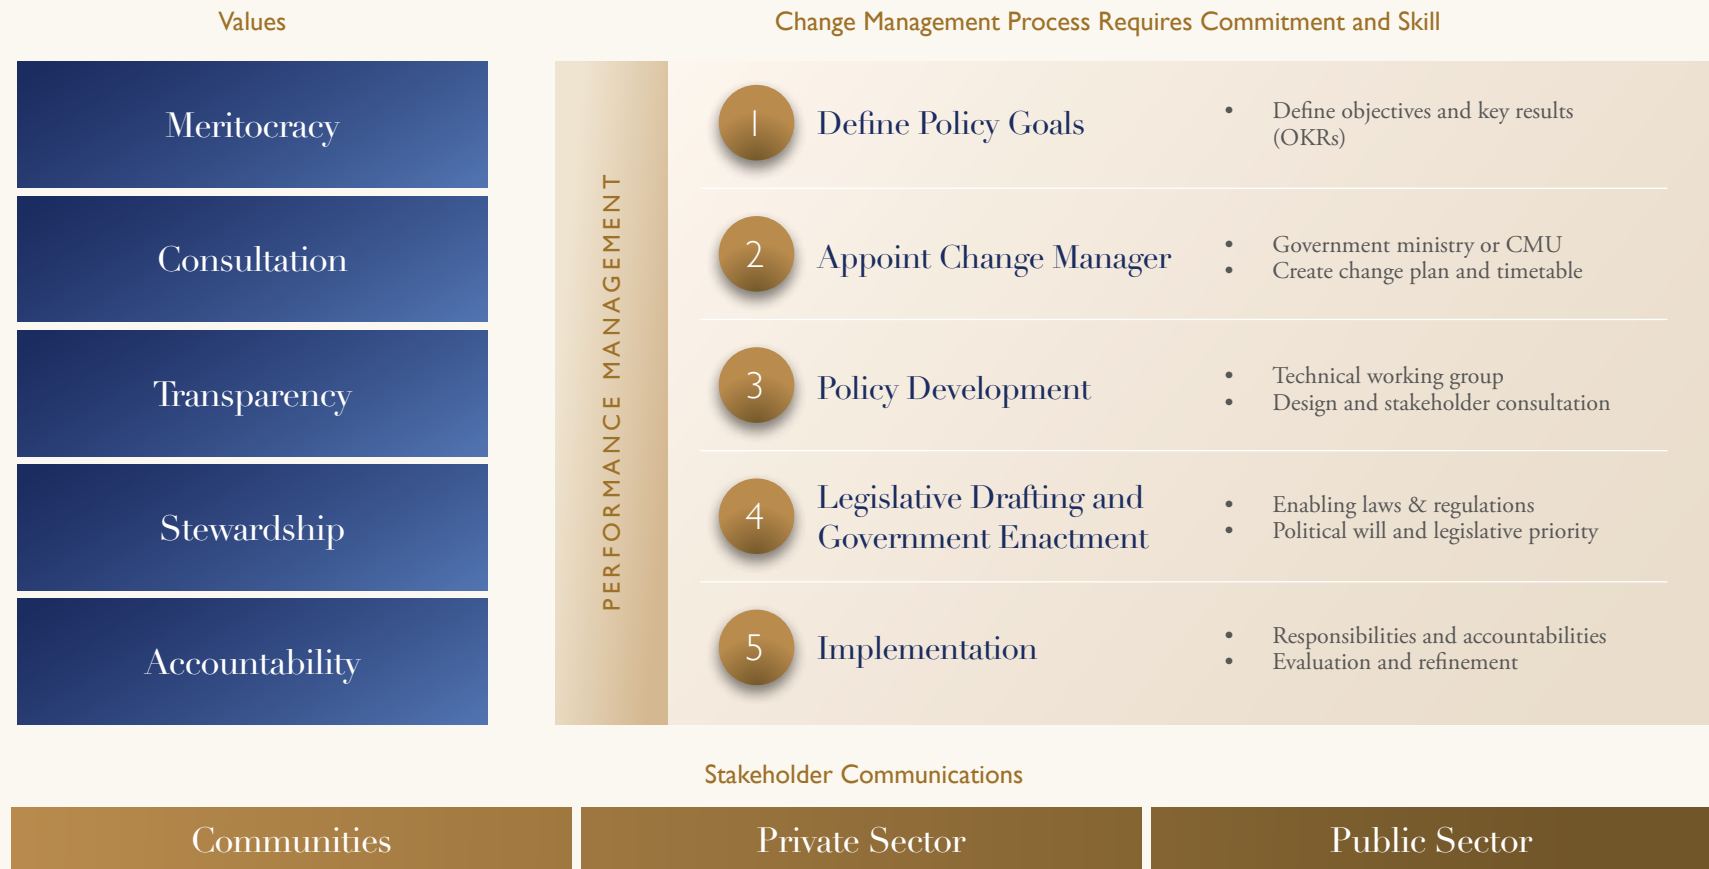 Values
Meritocracy
Consultation
Transparency
Stewardship
Accountability
Change Management Process Requires Commitment and Skill
PERFORMANCE MANAGEMENT
1
Define Policy Goals
• Define objectives and key results
(OKRs)
2
Appoint Change Manager
• Government ministry or CMU
• Create change plan and timetable
3
Policy Development
• Technical working group
• Design and stakeholder consultation
4
Legislative Drafting and
Government Enactment
• Enabling laws & regulations
• Political will and legislative priority
5
Implementation
• Responsibilities and accountabilities
• Evaluation and refinement
Stakeholder Communications
Communities
Private Sector
Public Sector